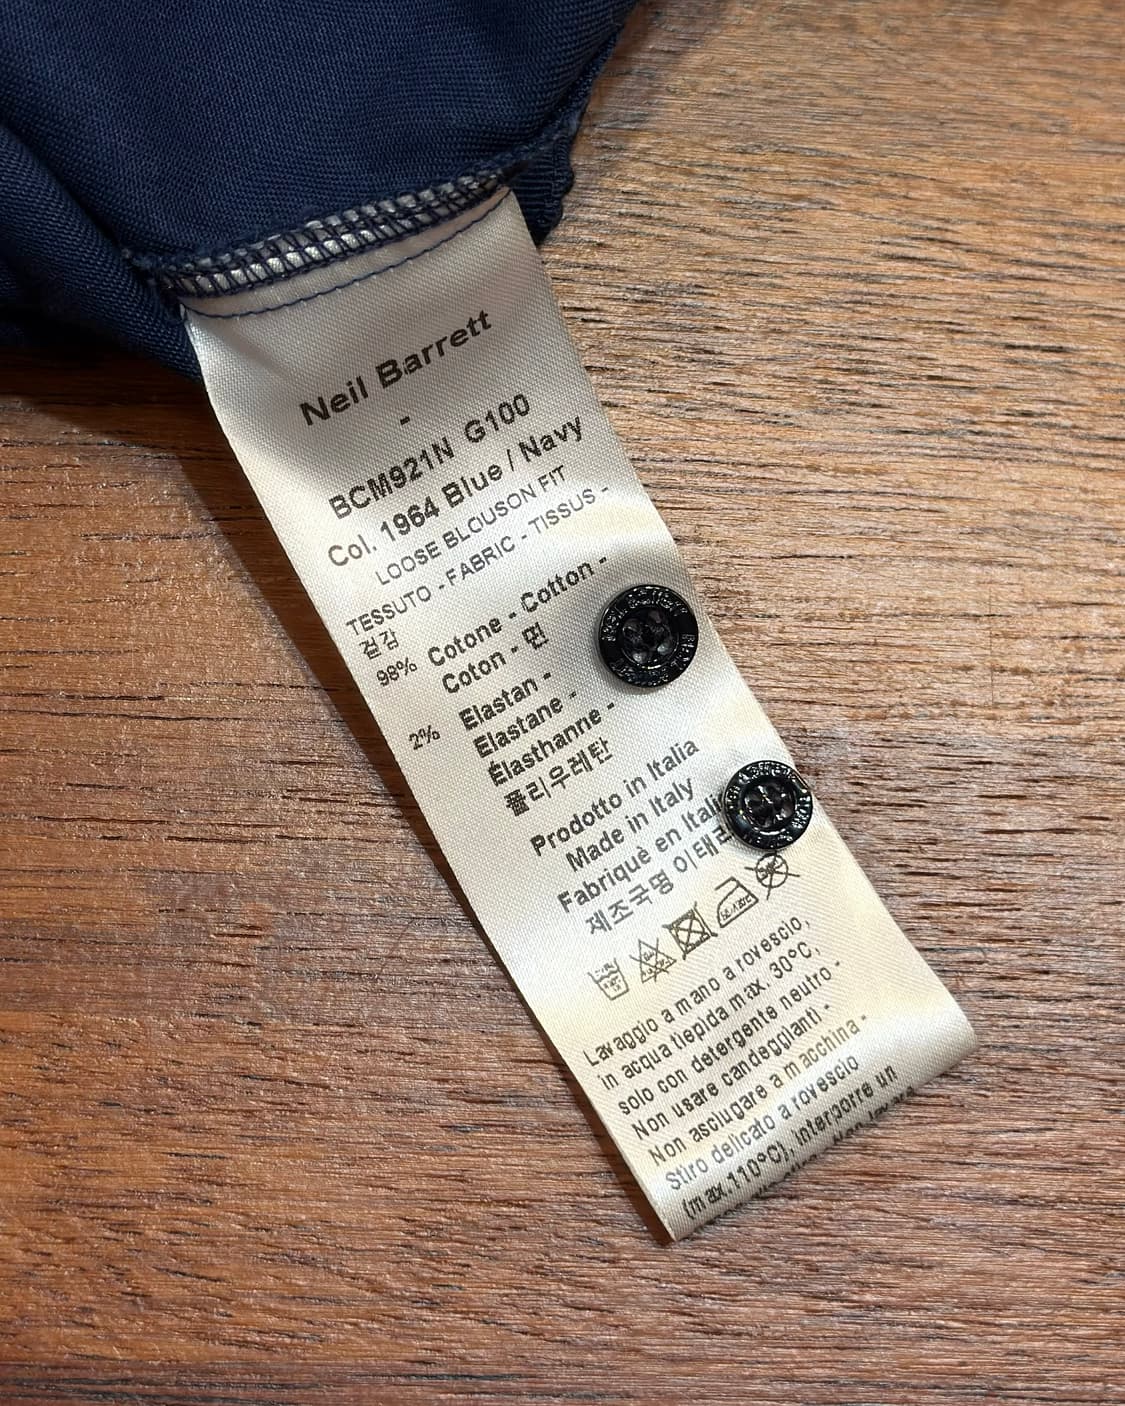 Neil Barrett
-
BCM921N G100
Col. 1964 Blue / Navy
LOOSE BLOUSON FIT
TESSUTO - FABRIC - TISSUS -
겉감
98% Cotone - Cotton -
Coton - 면
2% Elastan -
Elastane -
Élasthanne -
폴리우레탄
Prodotto in Italia
Made in Italy
Fabriquè en Itali
제조국명 이태리
Lavaggio a mano a rovescio,
in acqua tiepida max. 30°C,
solo con detergente neutro -
Non usare candeggianti -
Non asciugare a macchina -
Stiro delicato a rovescio
(max.110°C), interporre un